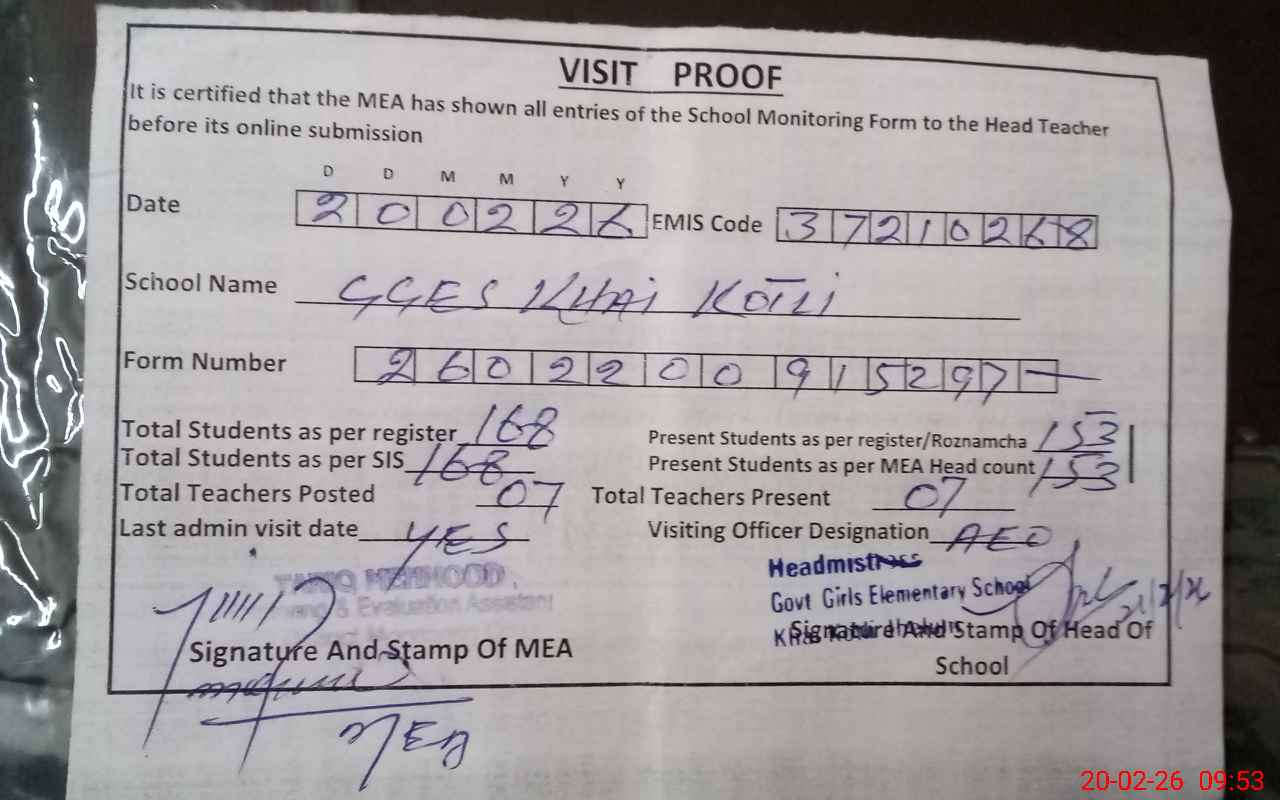 VISIT PROOF
It is certified that the MEA has shown all entries of the School Monitoring Form to the Head Teacher
before its online submission
D D M M Y Y
Date 2 0 0 2 2 6 EMIS Code 3 7 2 1 0 2 6 8
School Name GGES KHAI KOTLI
Form Number 2 6 0 2 2 0 0 9 1 5 2 9 7 —
Total Students as per register 168 Present Students as per register/Roznamcha 153
Total Students as per SIS 168 Present Students as per MEA Head count 153
Total Teachers Posted 07 Total Teachers Present 07
Last admin visit date YES Visiting Officer Designation AEO
TARIQ MEHMOOD
& Evaluation Assistant
Headmistress
Govt Girls Elementary School
Signature And Stamp Of MEA
Signature And Stamp Of Head Of
School
MEA
20-02-26 09:53